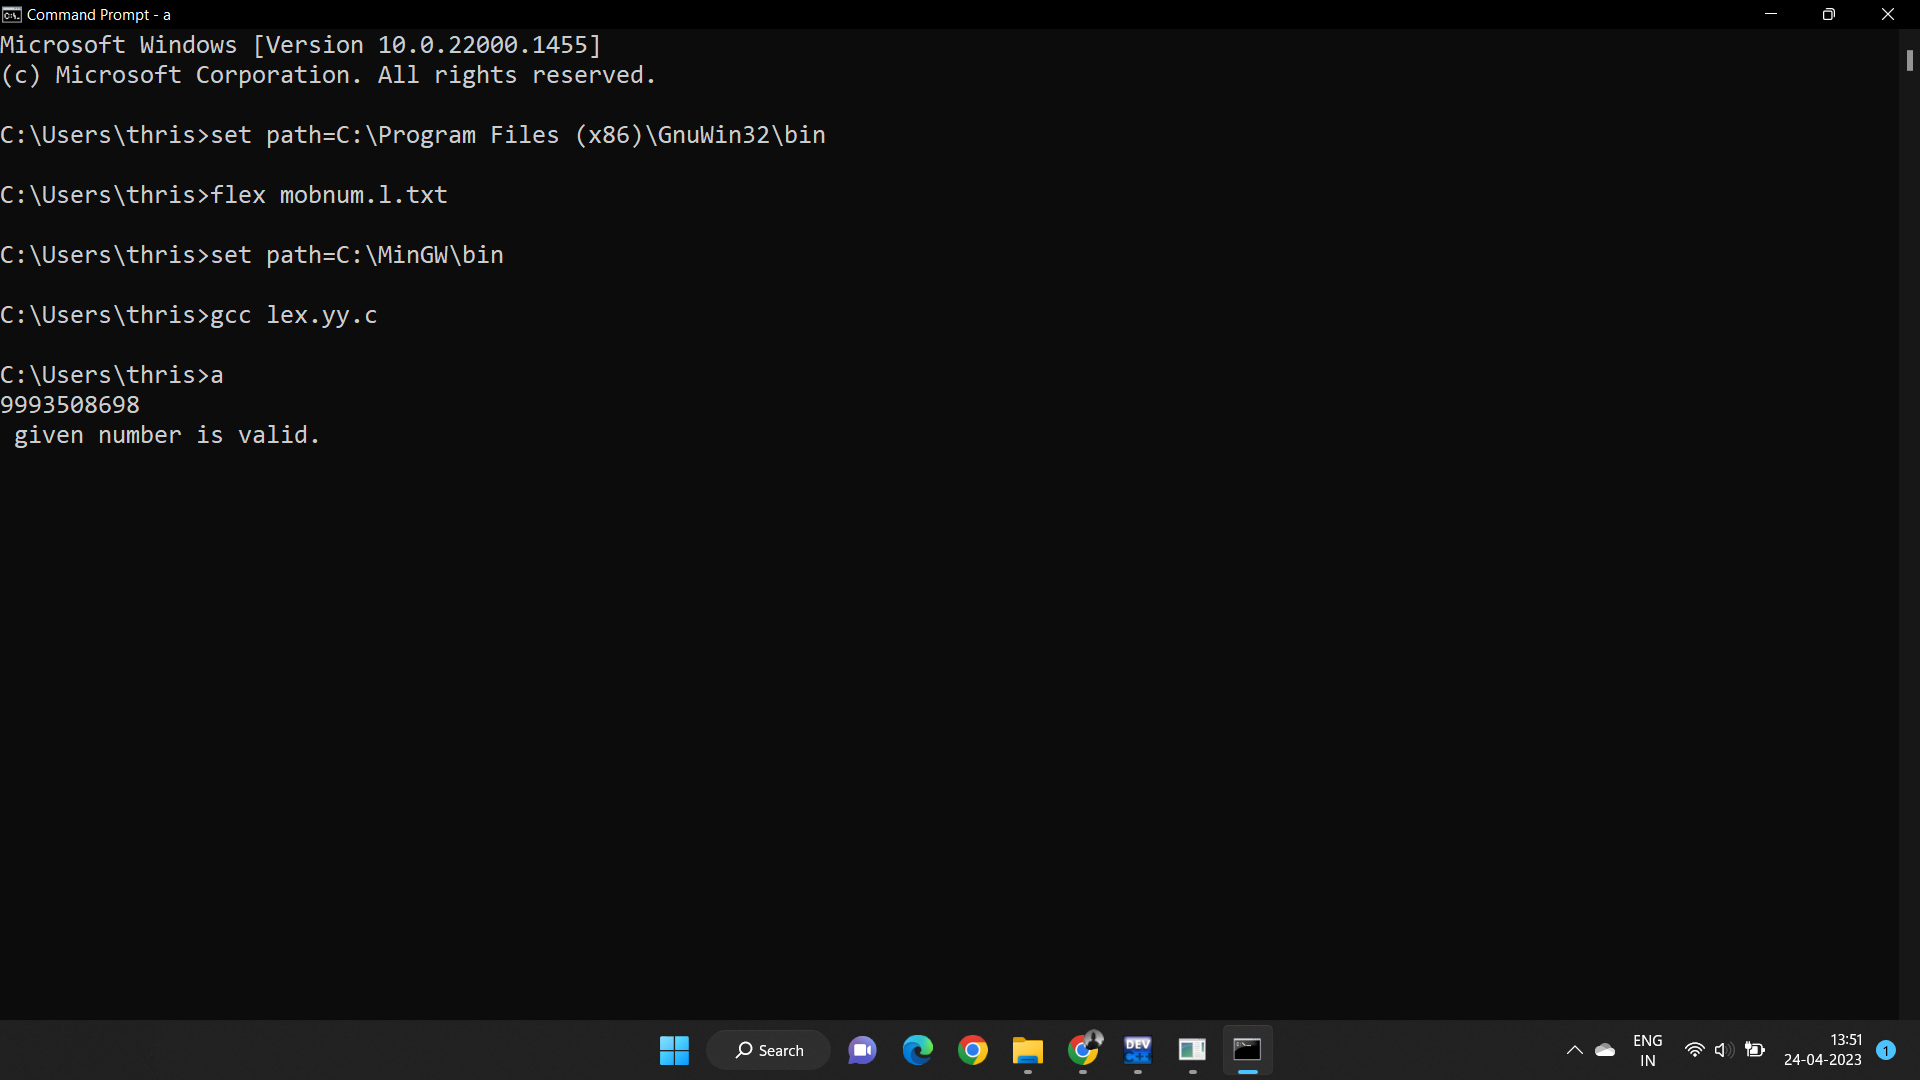 Command Prompt - a
Microsoft Windows [Version 10.0.22000.1455]
(c) Microsoft Corporation. All rights reserved.
C:\Users\thris>set path=C:\Program Files (x86)\GnuWin32\bin
C:\Users\thris>flex mobnum.l.txt
C:\Users\thris>set path=C:\MinGW\bin
C:\Users\thris>gcc lex.yy.c
C:\Users\thris>a
9993508698
 given number is valid.
Search
DEV
C++
ENG
IN
13:51
24-04-2023
1